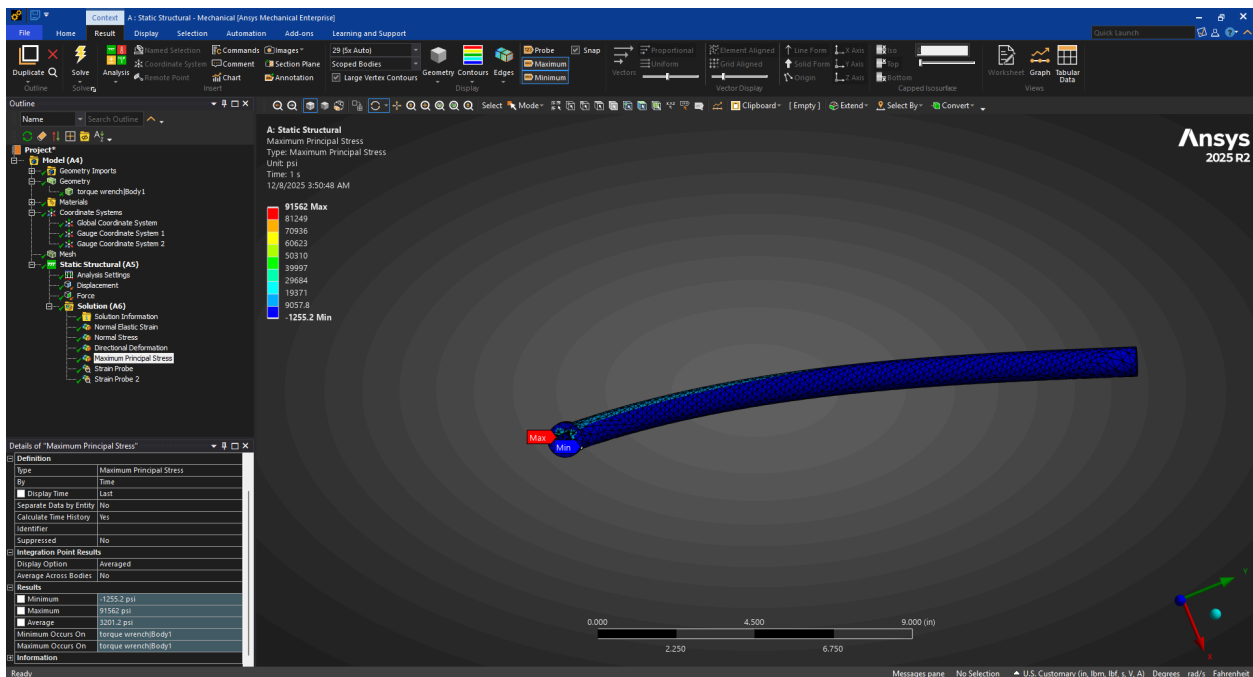 Context A : Static Structural - Mechanical [Ansys Mechanical Enterprise]
File Home Result Display Selection Automation Add-ons Learning and Support Quick Launch
Duplicate Q Solve Analysis Named Selection Commands Images 29 (5x Auto) Probe Snap Proportional Element Aligned Line Form X Axis Iso
Coordinate System Comment Section Plane Scoped Bodies Maximum Uniform Grid Aligned Solid Form Y Axis Top
Remote Point Chart Annotation Large Vertex Contours Geometry Contours Edges Minimum Vectors Origin Z Axis Bottom Worksheet Graph Tabular Data
Outline Solver Insert Display Vector Display Capped Isosurface Views
Outline
Name Search Outline
Select Mode Clipboard [Empty] Extend Select By Convert
Project*
Model (A4)
Geometry Imports
Geometry
torque wrench|Body1
Materials
Coordinate Systems
Global Coordinate System
Gauge Coordinate System 1
Gauge Coordinate System 2
Mesh
Static Structural (A5)
Analysis Settings
Displacement
Force
Solution (A6)
Solution Information
Normal Elastic Strain
Normal Stress
Directional Deformation
Maximum Principal Stress
Strain Probe
Strain Probe 2
Details of "Maximum Principal Stress"
Definition
Type Maximum Principal Stress
By Time
Display Time Last
Separate Data by Entity No
Calculate Time History Yes
Identifier
Suppressed No
Integration Point Results
Display Option Averaged
Average Across Bodies No
Results
Minimum -1255.2 psi
Maximum 91562 psi
Average 3201.2 psi
Minimum Occurs On torque wrench|Body1
Maximum Occurs On torque wrench|Body1
Information
A: Static Structural
Maximum Principal Stress
Type: Maximum Principal Stress
Unit: psi
Time: 1 s
12/8/2025 3:50:48 AM
91562 Max
81249
70936
60623
50310
39997
29684
19371
9057.8
-1255.2 Min
Ansys
2025 R2
Max
Min
0.000 4.500 9.000 (in)
2.250 6.750
Y
X
Ready Messages pane No Selection U.S. Customary (in, lbm, lbf, s, V, A) Degrees rad/s Fahrenheit